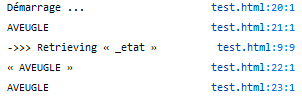 Démarrage ... test.html:20:1
AVEUGLE test.html:21:1
->>> Retrieving « _etat » test.html:9:9
« AVEUGLE » test.html:22:1
AVEUGLE test.html:23:1